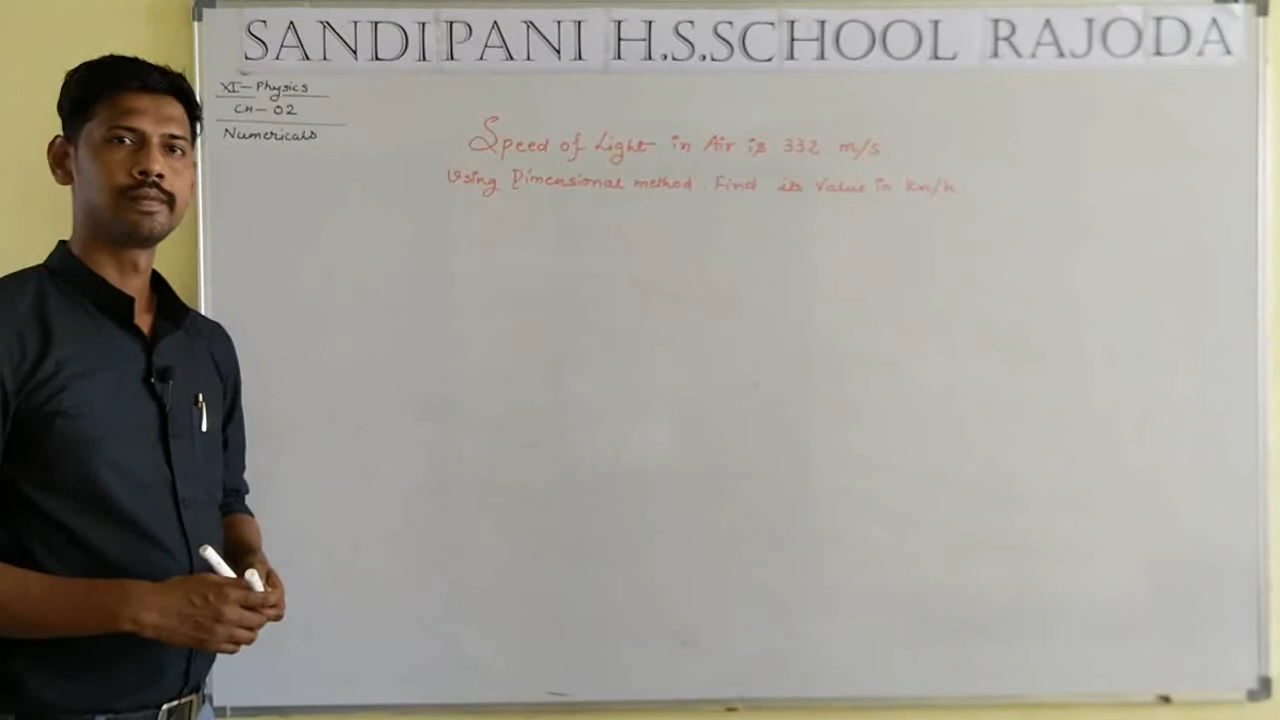 SANDIPANI H.S.SCHOOL RAJODA
XI- Physics
CH- 02
Numericals
Speed of Light in Air is 332 m/s
Using Dimensional method. Find its Value in Km/h